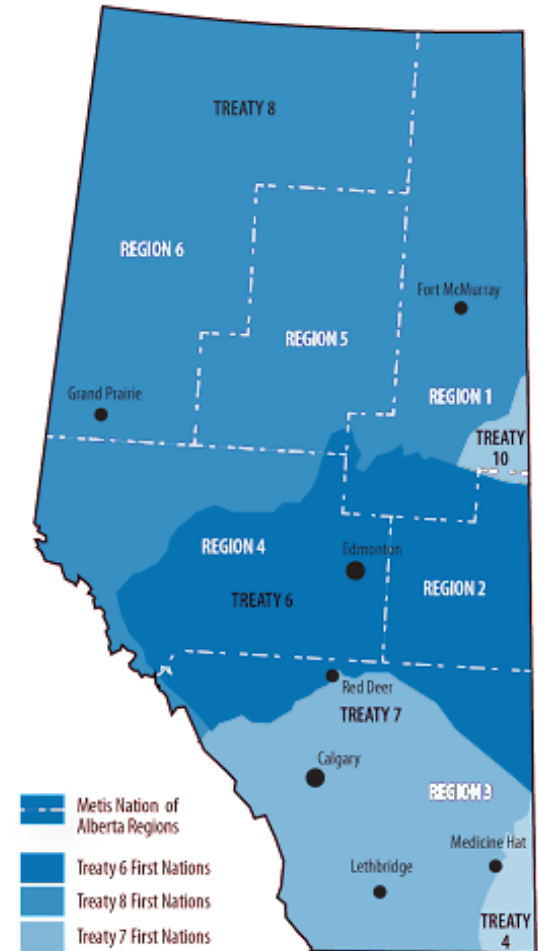 TREATY 8
REGION 6
Fort McMurray
REGION 5
Grand Prairie
REGION 1
TREATY
10
REGION 4
Edmonton
REGION 2
TREATY 6
Red Deer
TREATY 7
Calgary
REGION 3
Medicine Hat
Lethbridge
TREATY
4
Metis Nation of
Alberta Regions
Treaty 6 First Nations
Treaty 8 First Nations
Treaty 7 First Nations